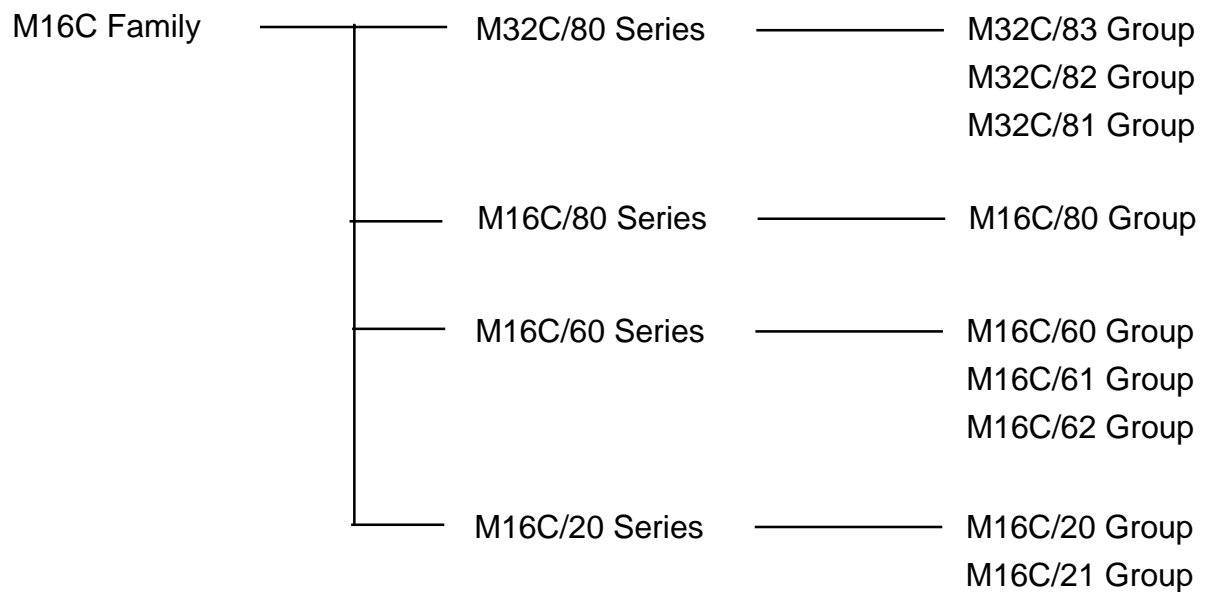 M16C Family M32C/80 Series M32C/83 Group
M32C/82 Group
M32C/81 Group
M16C/80 Series M16C/80 Group
M16C/60 Series M16C/60 Group
M16C/61 Group
M16C/62 Group
M16C/20 Series M16C/20 Group
M16C/21 Group